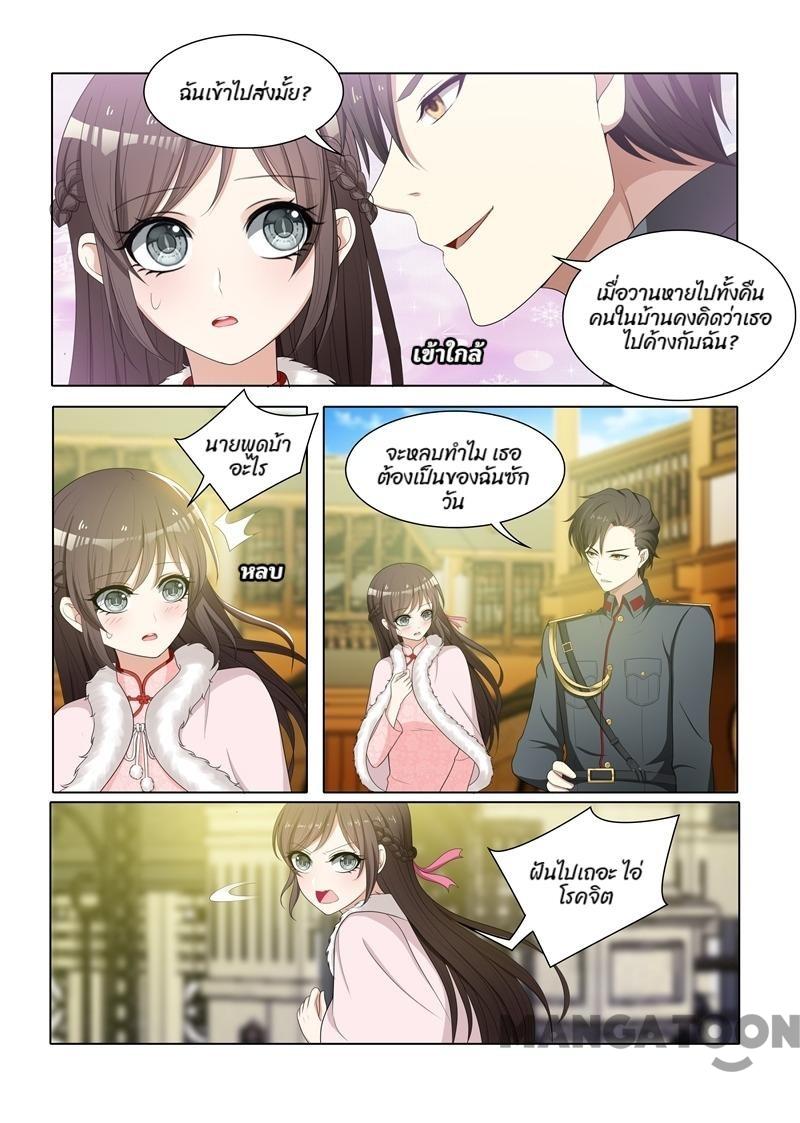 ฉันเข้าไปส่งมั้ย?
เมื่อวานหายไปทั้งคืน
คนในบ้านคงคิดว่าเธอ
ไปค้างกับฉัน?
เข้าใกล้
นายพูดบ้า
อะไร
หลบ
จะหลบทำไม เธอ
ต้องเป็นของฉันซัก
วัน
ฝันไปเถอะ ไอ่
โรคจิต
MANGATOON